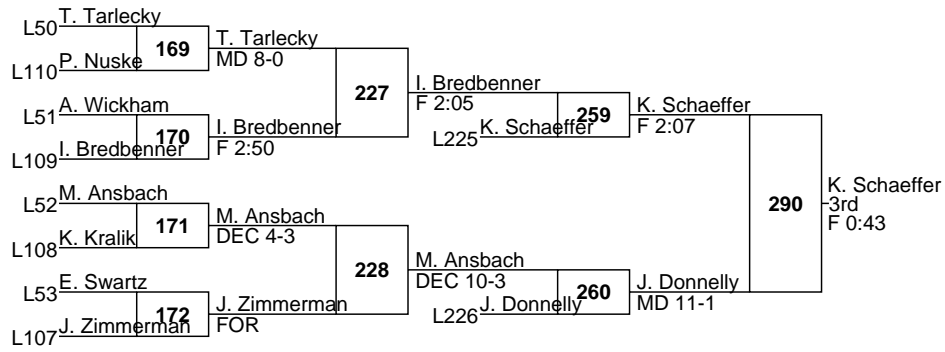 L50 T. Tarlecky
169
L110 P. Nuske
T. Tarlecky
MD 8-0
L51 A. Wickham
170
L109 I. Bredbenner
I. Bredbenner
F 2:50
227
I. Bredbenner
F 2:05
L225 K. Schaeffer
259
K. Schaeffer
F 2:07
L52 M. Ansbach
171
L108 K. Kralik
M. Ansbach
DEC 4-3
L53 E. Swartz
172
L107 J. Zimmerman
J. Zimmerman
FOR
228
M. Ansbach
DEC 10-3
L226 J. Donnelly
260
J. Donnelly
MD 11-1
290
K. Schaeffer
3rd
F 0:43